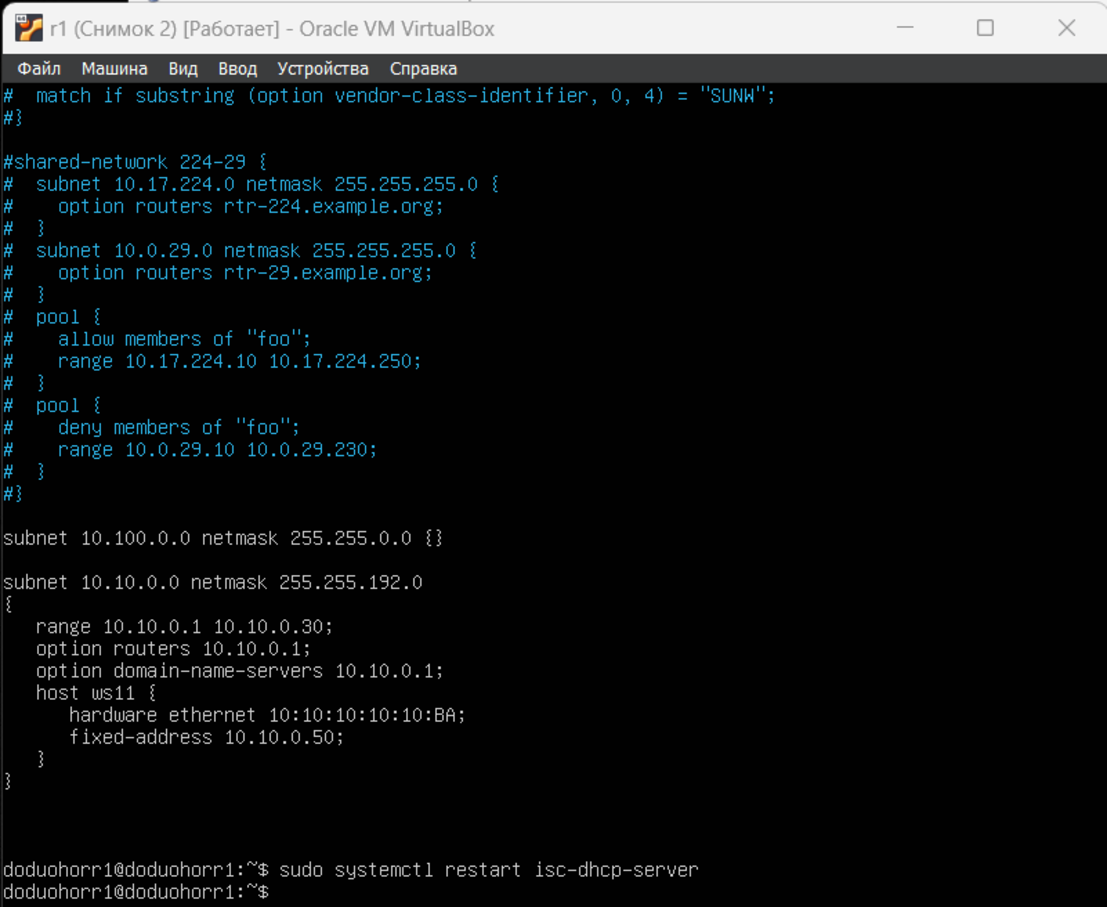 r1 (Снимок 2) [Работает] - Oracle VM VirtualBox
Файл Машина Вид Ввод Устройства Справка
#  match if substring (option vendor-class-identifier, 0, 4) = "SUNW";
#}
#shared-network 224-29 {
#  subnet 10.17.224.0 netmask 255.255.255.0 {
#    option routers rtr-224.example.org;
#  }
#  subnet 10.0.29.0 netmask 255.255.255.0 {
#    option routers rtr-29.example.org;
#  }
#  pool {
#    allow members of "foo";
#    range 10.17.224.10 10.17.224.250;
#  }
#  pool {
#    deny members of "foo";
#    range 10.0.29.10 10.0.29.230;
#  }
#}
subnet 10.100.0.0 netmask 255.255.0.0 {}
subnet 10.10.0.0 netmask 255.255.192.0
{
   range 10.10.0.1 10.10.0.30;
   option routers 10.10.0.1;
   option domain-name-servers 10.10.0.1;
   host ws11 {
      hardware ethernet 10:10:10:10:10:BA;
      fixed-address 10.10.0.50;
   }
}
doduohorr1@doduohorr1:~$ sudo systemctl restart isc-dhcp-server
doduohorr1@doduohorr1:~$